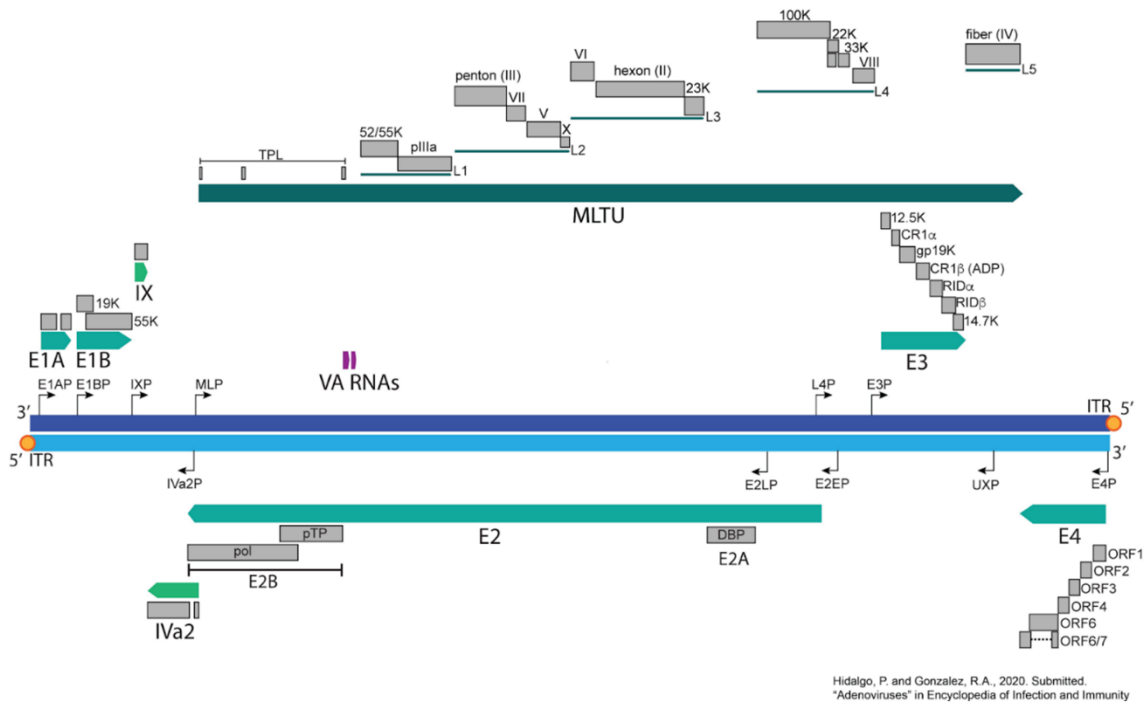 100K
22K
33K
VIII
L4
fiber (IV)
L5
VI
hexon (II)
23K
L3
penton (III)
VII
V
X
L2
52/55K
pIIIa
L1
TPL
MLTU
12.5K
CR1α
gp19K
CR1β (ADP)
RIDα
RIDβ
14.7K
E3
IX
19K
55K
E1A
E1B
VA RNAs
E1AP
E1BP
IXP
MLP
L4P
E3P
3′
ITR
5′
5′
ITR
3′
IVa2P
E2LP
E2EP
UXP
E4P
E2
pTP
pol
E2B
DBP
E2A
IVa2
E4
ORF1
ORF2
ORF3
ORF4
ORF6
ORF6/7
Hidalgo, P. and Gonzalez, R.A., 2020. Submitted.
"Adenoviruses" in Encyclopedia of Infection and Immunity